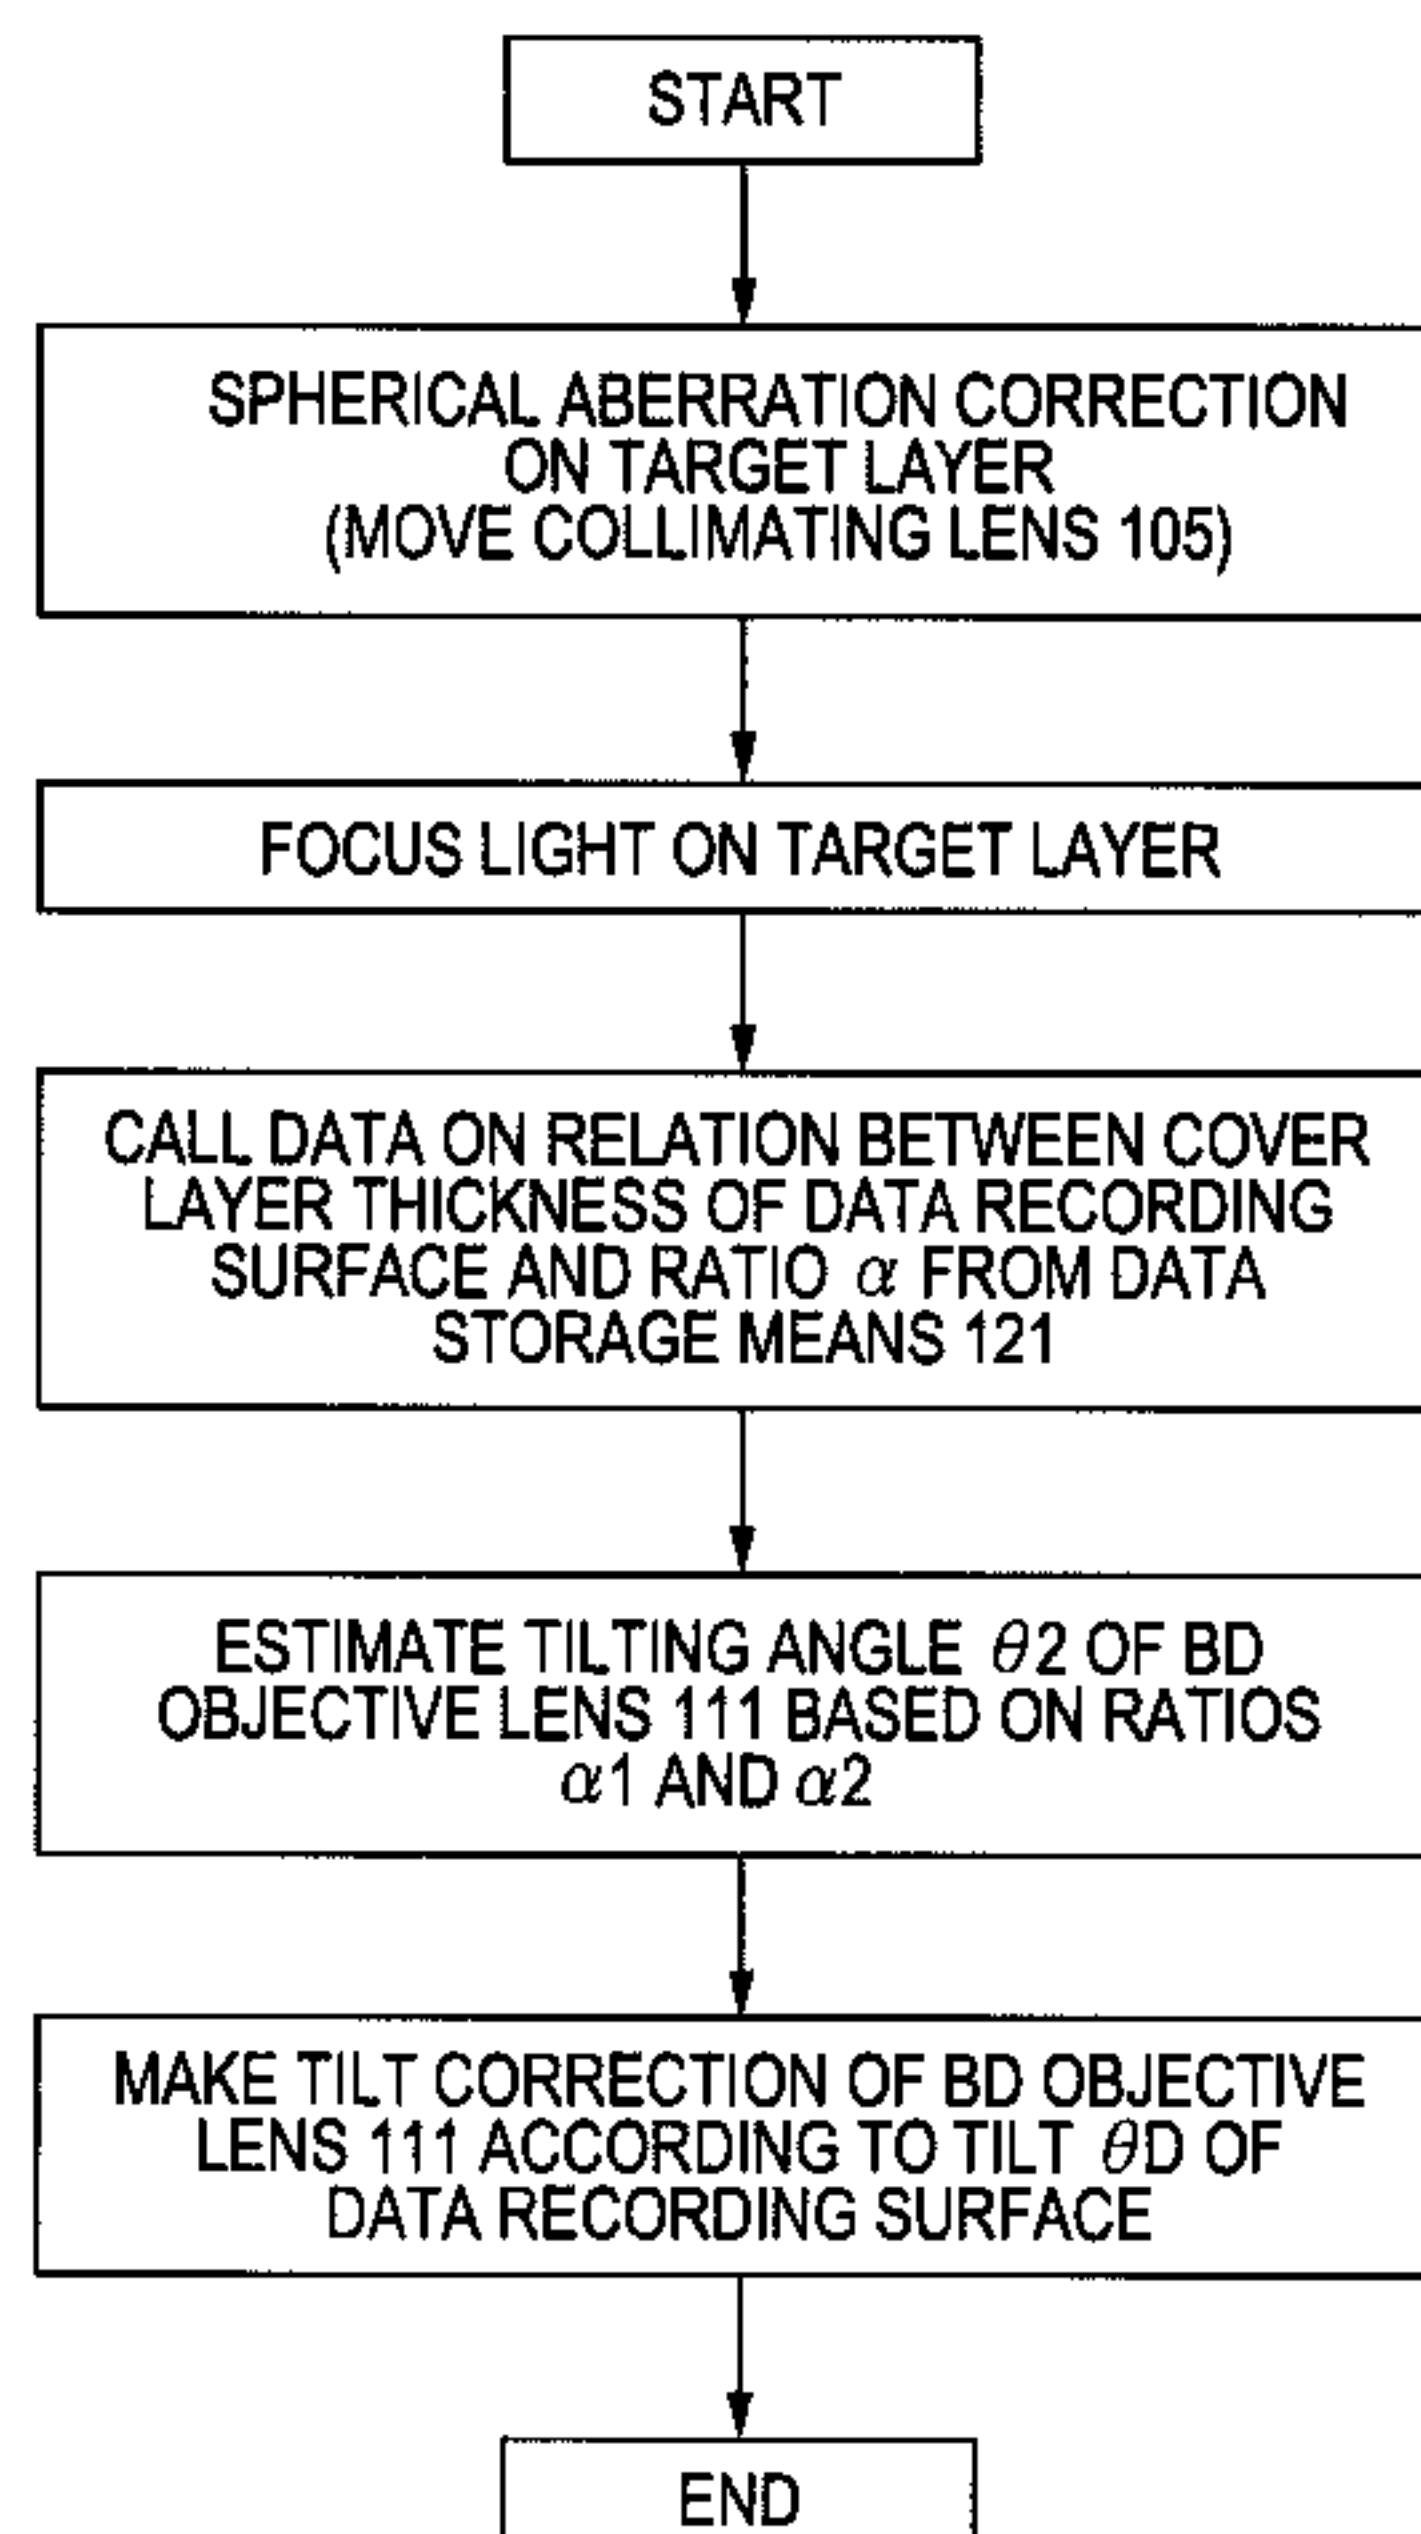 START
SPHERICAL ABERRATION CORRECTION
ON TARGET LAYER
(MOVE COLLIMATING LENS 105)
FOCUS LIGHT ON TARGET LAYER
CALL DATA ON RELATION BETWEEN COVER
LAYER THICKNESS OF DATA RECORDING
SURFACE AND RATIO α FROM DATA
STORAGE MEANS 121
ESTIMATE TILTING ANGLE θ2 OF BD
OBJECTIVE LENS 111 BASED ON RATIOS
α1 AND α2
MAKE TILT CORRECTION OF BD OBJECTIVE
LENS 111 ACCORDING TO TILT θD OF
DATA RECORDING SURFACE
END